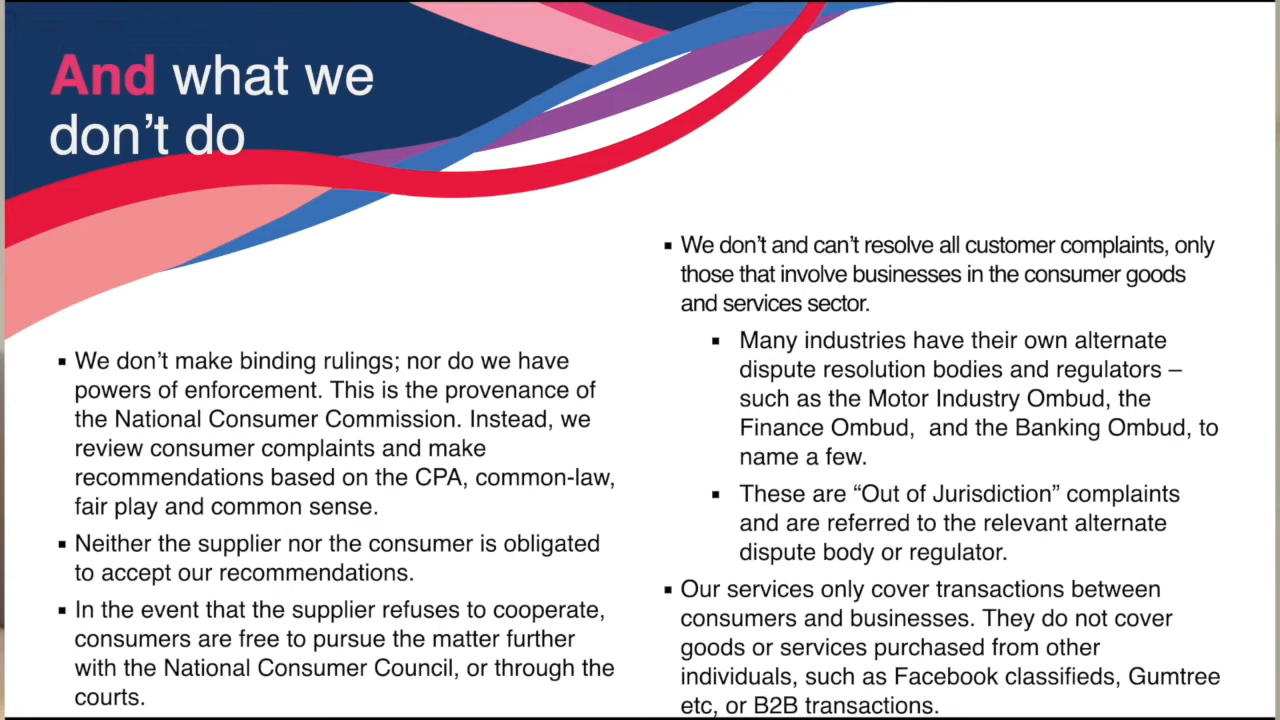 And what we
don’t do
▪ We don’t make binding rulings; nor do we have
powers of enforcement. This is the provenance of
the National Consumer Commission. Instead, we
review consumer complaints and make
recommendations based on the CPA, common-law,
fair play and common sense.
▪ Neither the supplier nor the consumer is obligated
to accept our recommendations.
▪ In the event that the supplier refuses to cooperate,
consumers are free to pursue the matter further
with the National Consumer Council, or through the
courts.
▪ We don’t and can’t resolve all customer complaints, only
those that involve businesses in the consumer goods
and services sector.
▪ Many industries have their own alternate
dispute resolution bodies and regulators –
such as the Motor Industry Ombud, the
Finance Ombud,  and the Banking Ombud, to
name a few.
▪ These are “Out of Jurisdiction” complaints
and are referred to the relevant alternate
dispute body or regulator.
▪ Our services only cover transactions between
consumers and businesses. They do not cover
goods or services purchased from other
individuals, such as Facebook classifieds, Gumtree
etc, or B2B transactions.